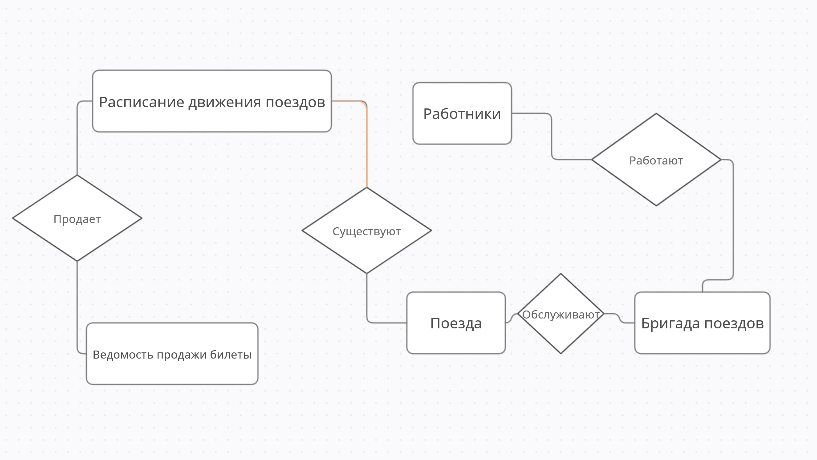 Расписание движения поездов
Работники
Работают
Продает
Существуют
Поезда
Обслуживают
Бригада поездов
Ведомость продажи билеты